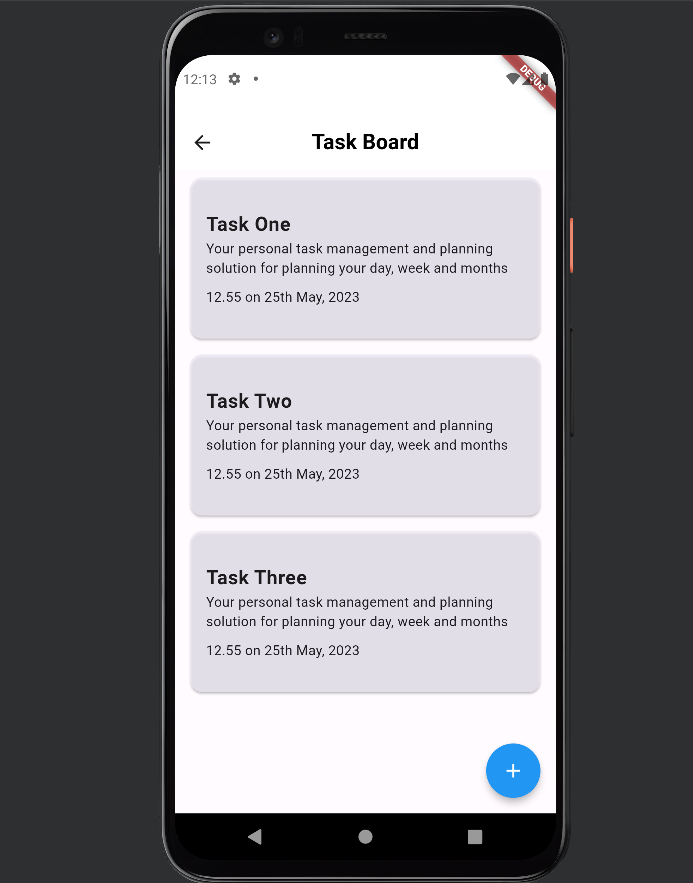 12:13
DEBUG
Task Board
Task One
Your personal task management and planning
solution for planning your day, week and months
12.55 on 25th May, 2023
Task Two
Your personal task management and planning
solution for planning your day, week and months
12.55 on 25th May, 2023
Task Three
Your personal task management and planning
solution for planning your day, week and months
12.55 on 25th May, 2023